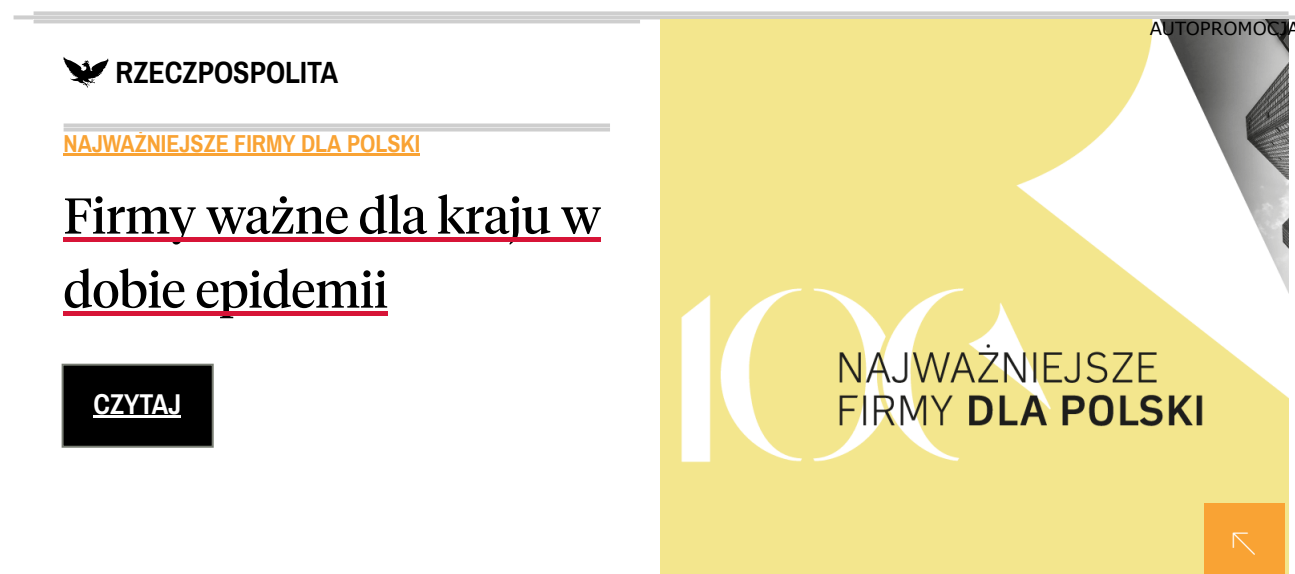 AUTOPROMOCJA
RZECZPOSPOLITA
NAJWAŻNIEJSZE FIRMY DLA POLSKI
Firmy ważne dla kraju w
dobie epidemii
CZYTAJ
100
NAJWAŻNIEJSZE
FIRMY DLA POLSKI